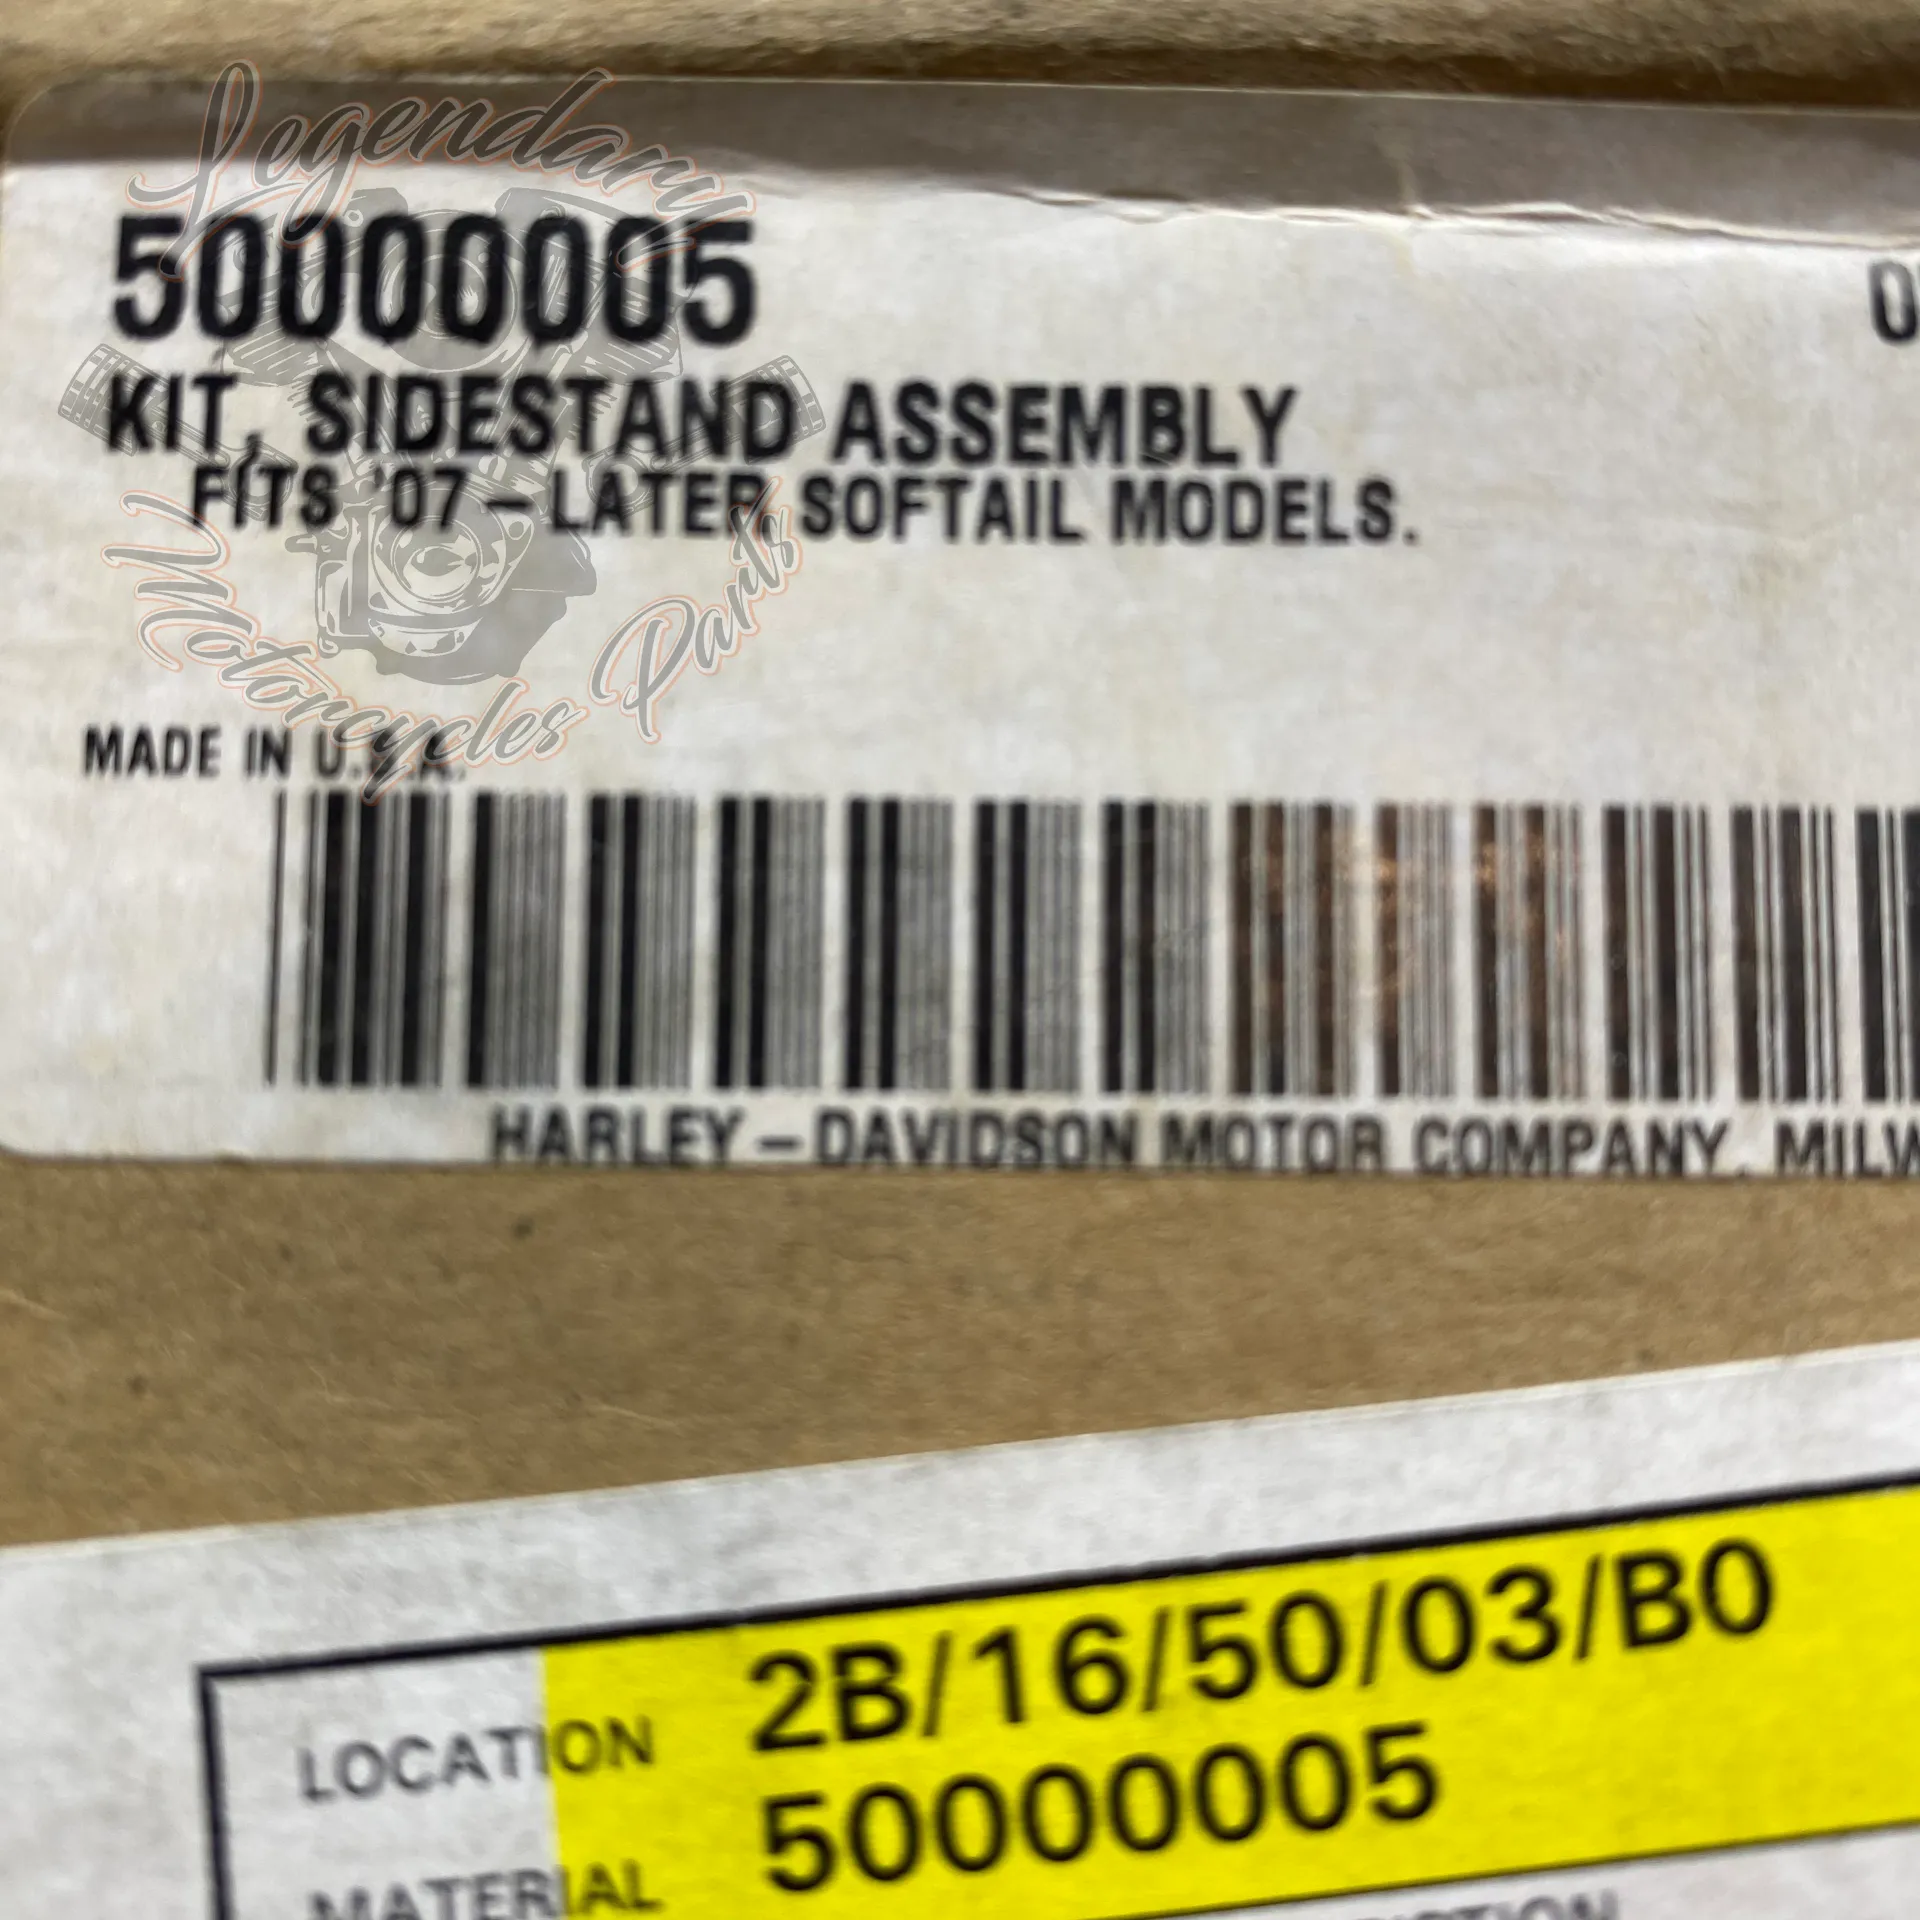 Legendary
50000005
KIT, SIDESTAND ASSEMBLY
FITS '07-LATER SOFTAIL MODELS.
Motorcycles Parts
MADE IN U.S.A.
HARLEY-DAVIDSON MOTOR COMPANY, MILW
LOCATION 2B/16/50/03/B0
MATERIAL 50000005